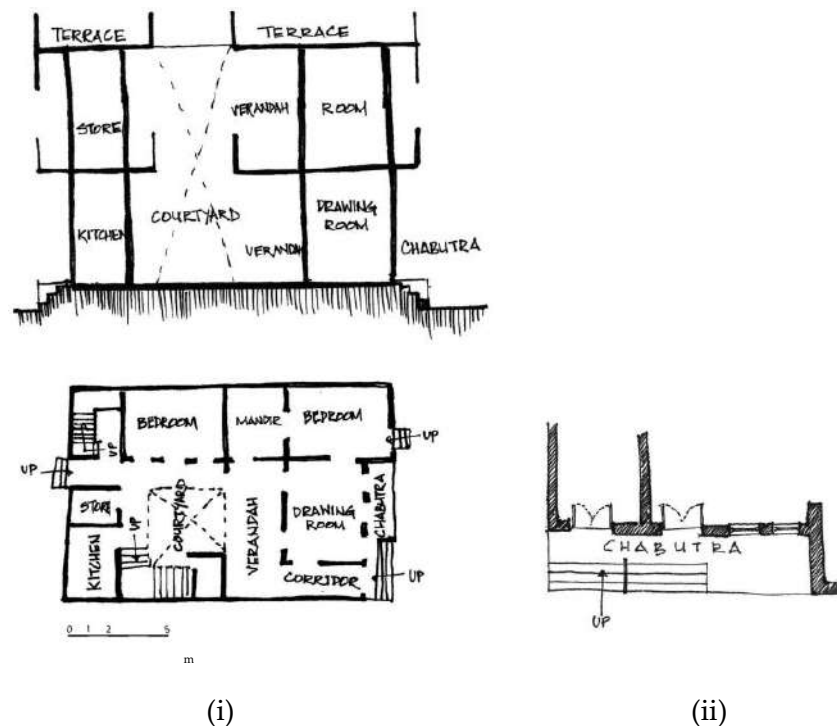 TERRACE TERRACE
VERANDAH ROOM
STORE
COURTYARD DRAWING
ROOM
KITCHEN VERANDAH CHABUTRA
BEDROOM MANDIR BEDROOM
UP UP UP
STORE COURTYARD VERANDAH DRAWING
ROOM CHABUTRA
UP
KITCHEN CORRIDOR UP
0 1 2 5
m
CHABUTRA
UP
(i) (ii)